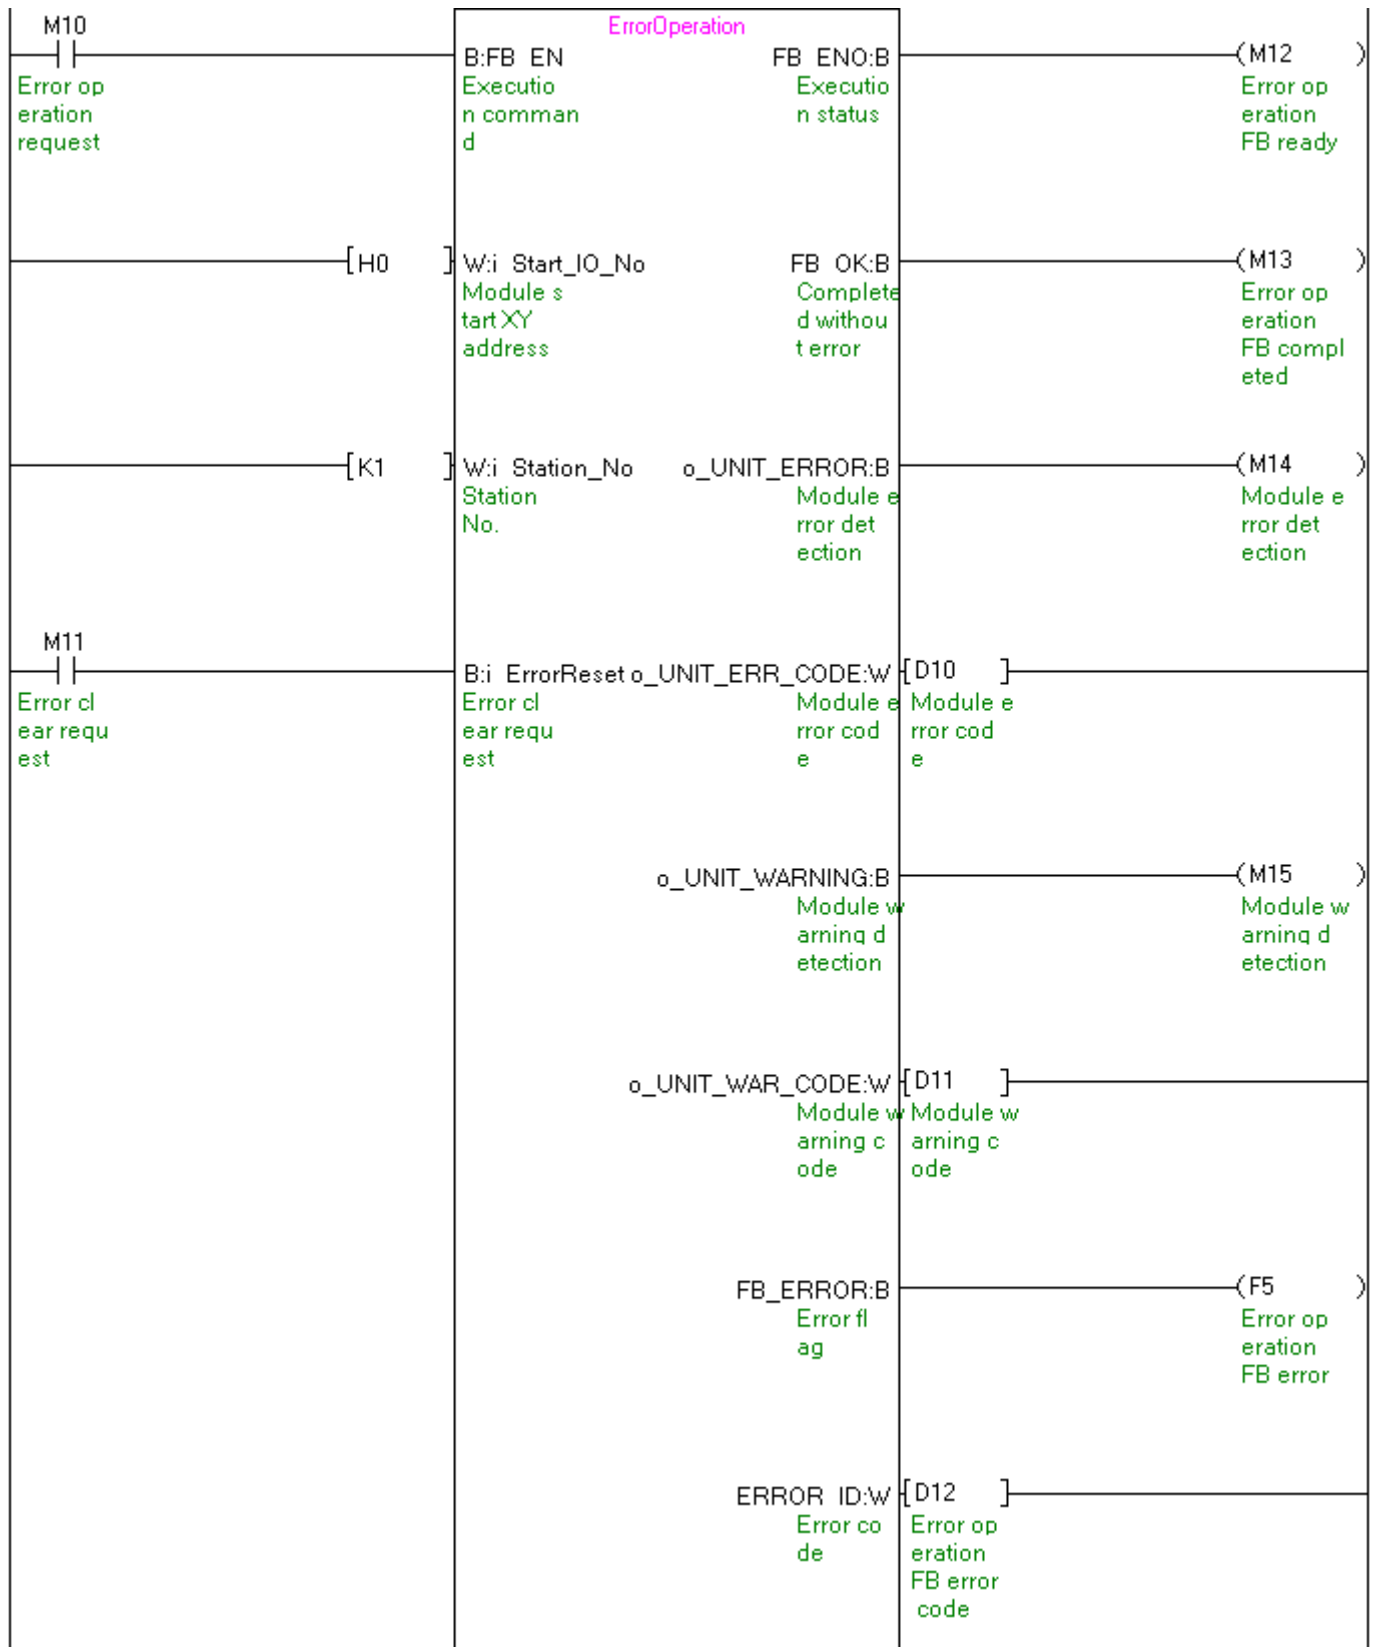 M10
ErrorOperation
B:FB_EN
FB_ENO:B
(M12 )
Error op
eration
request
Executio
n comman
d
Executio
n status
Error op
eration
FB ready
[H0 ]
W:i_Start_IO_No
FB_OK:B
(M13 )
Module s
tart XY
address
Complete
d withou
t error
Error op
eration
FB compl
eted
[K1 ]
W:i_Station_No
o_UNIT_ERROR:B
(M14 )
Station
No.
Module e
rror det
ection
Module e
rror det
ection
M11
B:i_ErrorReset
o_UNIT_ERR_CODE:W
[D10 ]
Error cl
ear requ
est
Error cl
ear requ
est
Module e
rror cod
e
Module e
rror cod
e
o_UNIT_WARNING:B
(M15 )
Module w
arning d
etection
Module w
arning d
etection
o_UNIT_WAR_CODE:W
[D11 ]
Module w
arning c
ode
Module w
arning c
ode
FB_ERROR:B
(F5 )
Error fl
ag
Error op
eration
FB error
ERROR_ID:W
[D12 ]
Error co
de
Error op
eration
FB error
code